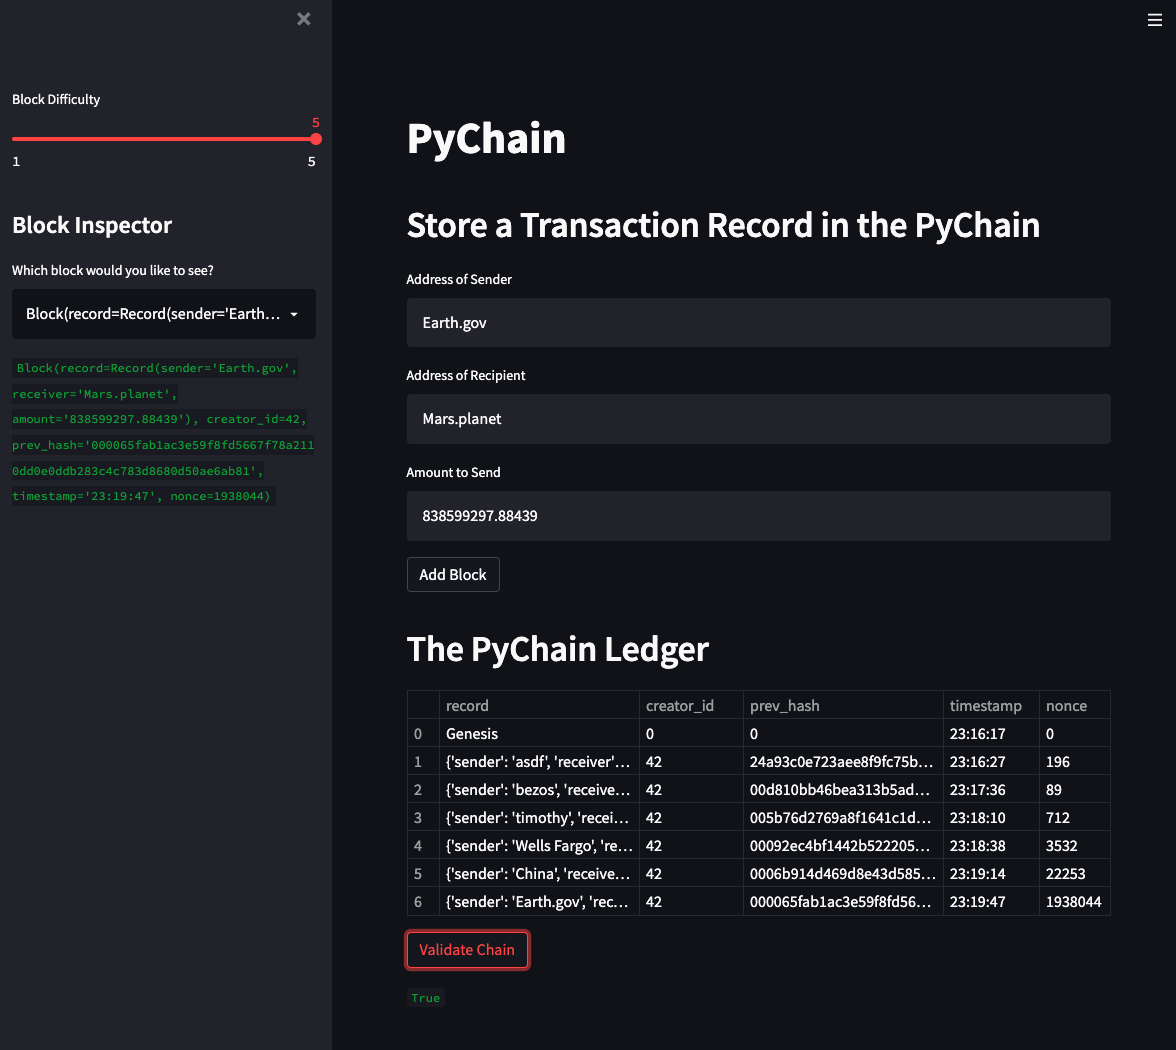 Block Difficulty
5
1 5
Block Inspector
Which block would you like to see?
Block(record=Record(sender='Earth...
Block(record=Record(sender='Earth.gov',
receiver='Mars.planet',
amount='838599297.88439'), creator_id=42,
prev_hash='000065fab1ac3e59f8fd5667f78a211
0dd0e0ddb283c4c783d8680d50ae6ab81',
timestamp='23:19:47', nonce=1938044)
PyChain
Store a Transaction Record in the PyChain
Address of Sender
Earth.gov
Address of Recipient
Mars.planet
Amount to Send
838599297.88439
Add Block
The PyChain Ledger
record creator_id prev_hash timestamp nonce
0 Genesis 0 0 23:16:17 0
1 {'sender': 'asdf', 'receiver'... 42 24a93c0e723aee8f9fc75b... 23:16:27 196
2 {'sender': 'bezos', 'receive... 42 00d810bb46bea313b5ad... 23:17:36 89
3 {'sender': 'timothy', 'recei... 42 005b76d2769a8f1641c1d... 23:18:10 712
4 {'sender': 'Wells Fargo', 're... 42 00092ec4bf1442b522205... 23:18:38 3532
5 {'sender': 'China', 'receive... 42 0006b914d469d8e43d585... 23:19:14 22253
6 {'sender': 'Earth.gov', 'rec... 42 000065fab1ac3e59f8fd56... 23:19:47 1938044
Validate Chain
True